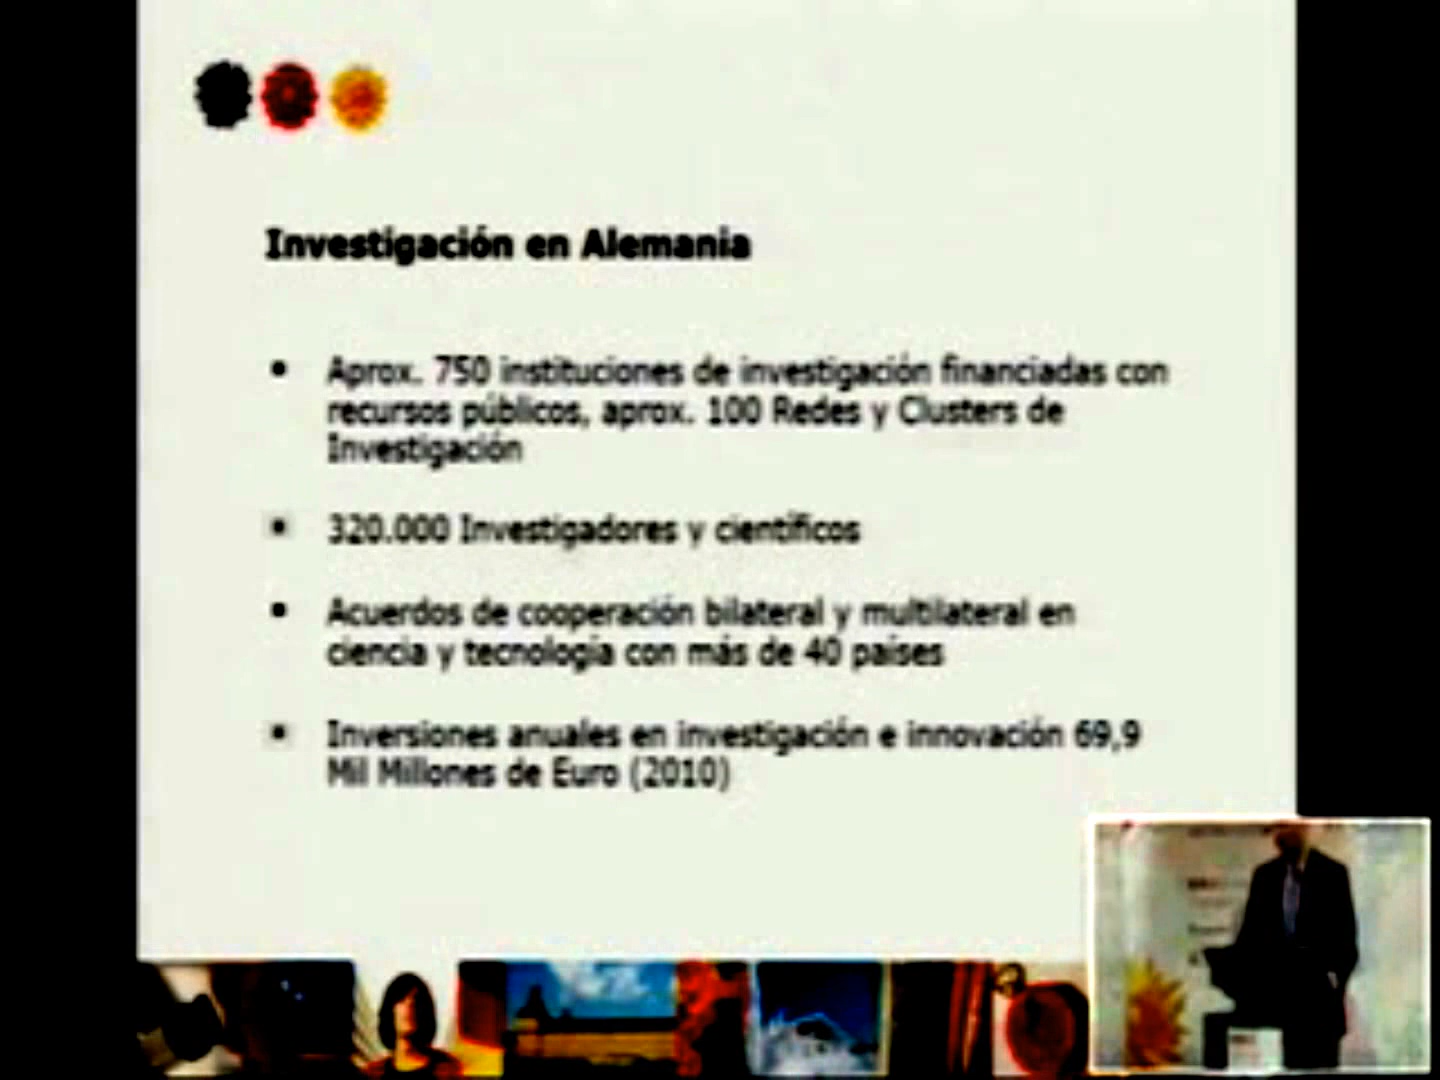 Investigación en Alemania
• Aprox. 750 instituciones de investigación financiadas con
recursos públicos, aprox. 100 Redes y Clusters de
Investigación
• 320.000 Investigadores y científicos
• Acuerdos de cooperación bilateral y multilateral en
ciencia y tecnología con más de 40 países
• Inversiones anuales en investigación e innovación 69,9
Mil Millones de Euro (2010)